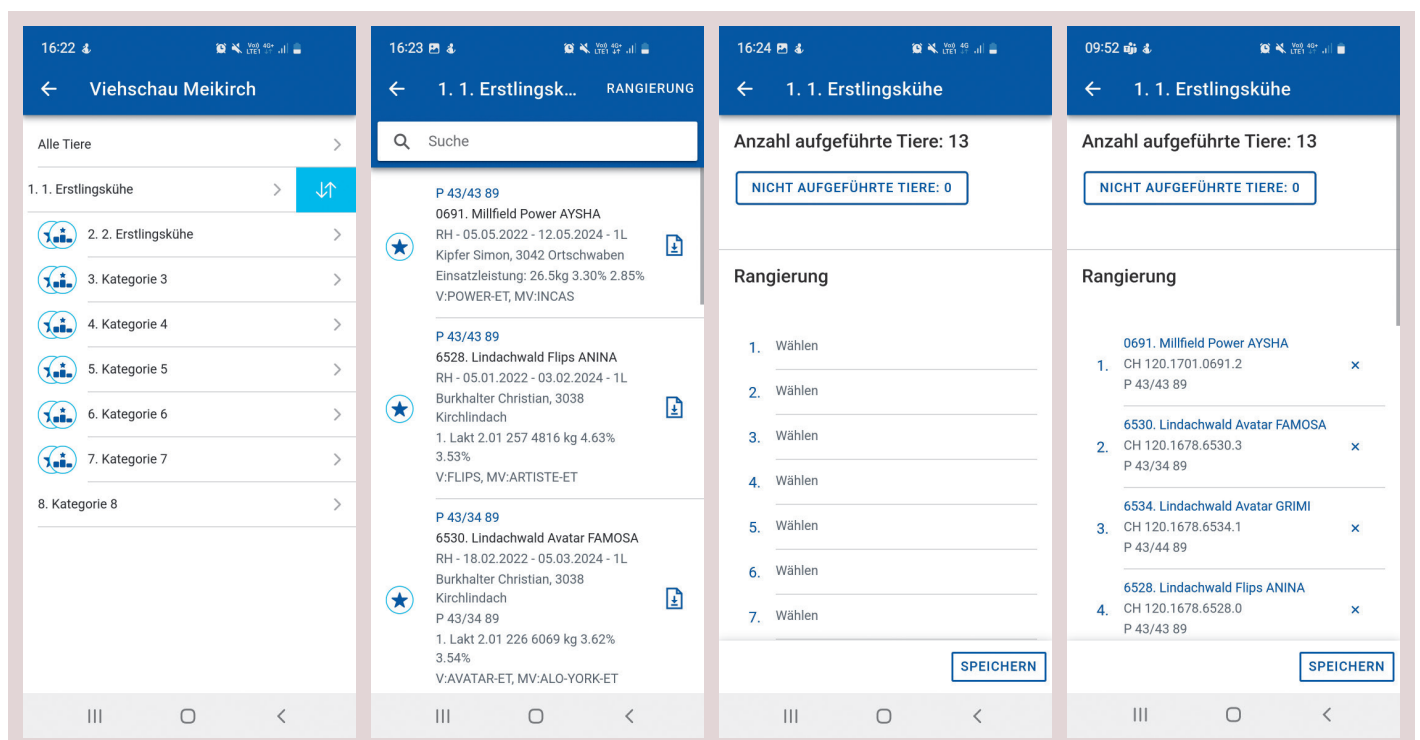 16:22
Viehschau Meikirch
Alle Tiere
1. 1. Erstlingskühe
2. 2. Erstlingskühe
3. Kategorie 3
4. Kategorie 4
5. Kategorie 5
6. Kategorie 6
7. Kategorie 7
8. Kategorie 8
16:23
1. 1. Erstlingsk... RANGIERUNG
Suche
P 43/43 89
0691. Millfield Power AYSHA
RH - 05.05.2022 - 12.05.2024 - 1L
Kipfer Simon, 3042 Ortschwaben
Einsatzleistung: 26.5kg 3.30% 2.85%
V:POWER-ET, MV:INCAS
P 43/43 89
6528. Lindachwald Flips ANINA
RH - 05.01.2022 - 03.02.2024 - 1L
Burkhalter Christian, 3038
Kirchlindach
1. Lakt 2.01 257 4816 kg 4.63%
3.53%
V:FLIPS, MV:ARTISTE-ET
P 43/34 89
6530. Lindachwald Avatar FAMOSA
RH - 18.02.2022 - 05.03.2024 - 1L
Burkhalter Christian, 3038
Kirchlindach
P 43/34 89
1. Lakt 2.01 226 6069 kg 3.62%
3.54%
V:AVATAR-ET, MV:ALO-YORK-ET
16:24
1. 1. Erstlingskühe
Anzahl aufgeführte Tiere: 13
NICHT AUFGEFÜHRTE TIERE: 0
Rangierung
1. Wählen
2. Wählen
3. Wählen
4. Wählen
5. Wählen
6. Wählen
7. Wählen
SPEICHERN
09:52
1. 1. Erstlingskühe
Anzahl aufgeführte Tiere: 13
NICHT AUFGEFÜHRTE TIERE: 0
Rangierung
0691. Millfield Power AYSHA
1. CH 120.1701.0691.2
P 43/43 89
6530. Lindachwald Avatar FAMOSA
2. CH 120.1678.6530.3
P 43/34 89
6534. Lindachwald Avatar GRIMI
3. CH 120.1678.6534.1
P 43/44 89
6528. Lindachwald Flips ANINA
4. CH 120.1678.6528.0
P 43/43 89
SPEICHERN